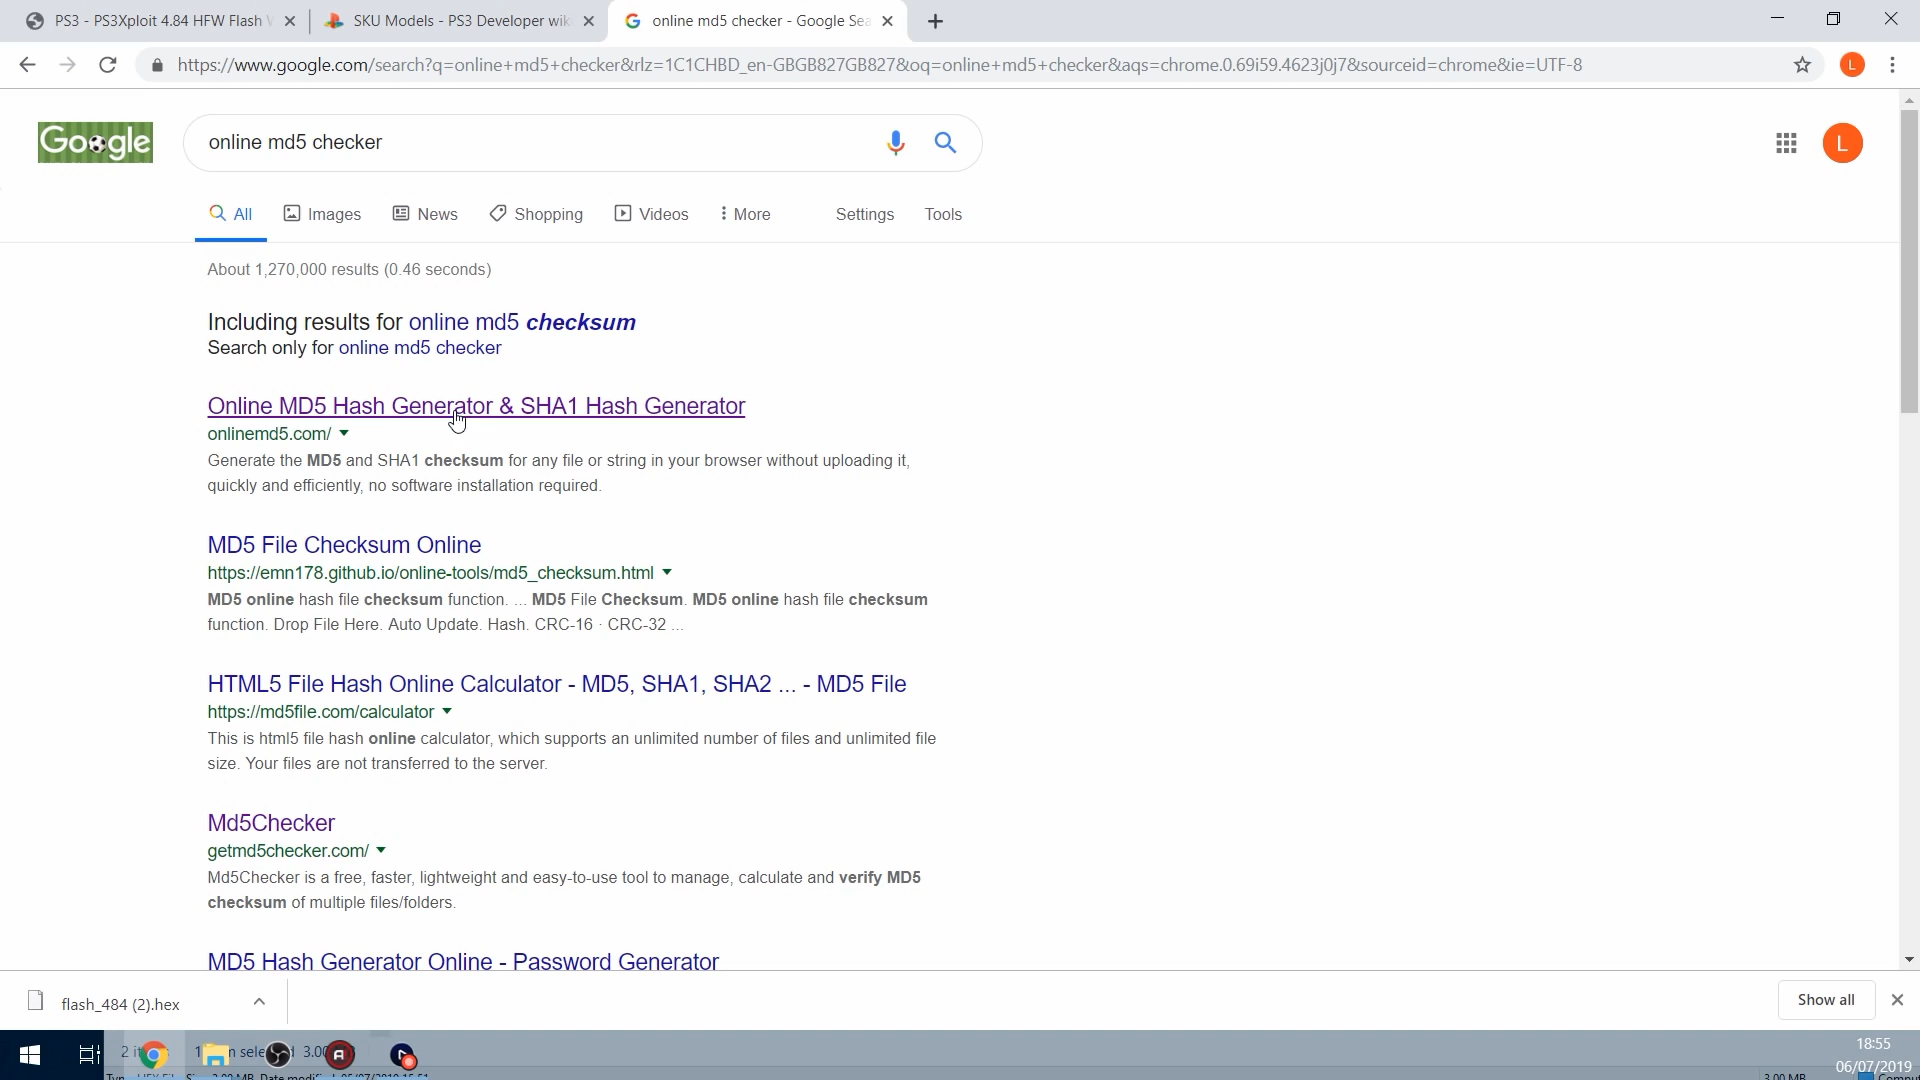 PS3 - PS3Xploit 4.84 HFW Flash
SKU Models - PS3 Developer wik
online md5 checker - Google Sea
https://www.google.com/search?q=online+md5+checker&rlz=1C1CHBD_en-GBGB827GB827&oq=online+md5+checker&aqs=chrome.0.69i59.4623j0j7&sourceid=chrome&ie=UTF-8
L
Google
online md5 checker
L
All
Images
News
Shopping
Videos
More
Settings
Tools
About 1,270,000 results (0.46 seconds)
Including results for online md5 checksum
Search only for online md5 checker
Online MD5 Hash Generator & SHA1 Hash Generator
onlinemd5.com/
Generate the MD5 and SHA1 checksum for any file or string in your browser without uploading it,
quickly and efficiently, no software installation required.
MD5 File Checksum Online
https://emn178.github.io/online-tools/md5_checksum.html
MD5 online hash file checksum function. ... MD5 File Checksum. MD5 online hash file checksum
function. Drop File Here. Auto Update. Hash. CRC-16 · CRC-32 ...
HTML5 File Hash Online Calculator - MD5, SHA1, SHA2 ... - MD5 File
https://md5file.com/calculator
This is html5 file hash online calculator, which supports an unlimited number of files and unlimited file
size. Your files are not transferred to the server.
Md5Checker
getmd5checker.com/
Md5Checker is a free, faster, lightweight and easy-to-use tool to manage, calculate and verify MD5
checksum of multiple files/folders.
MD5 Hash Generator Online - Password Generator
flash_484 (2).hex
Show all
18:55
06/07/2019
3.00 MB